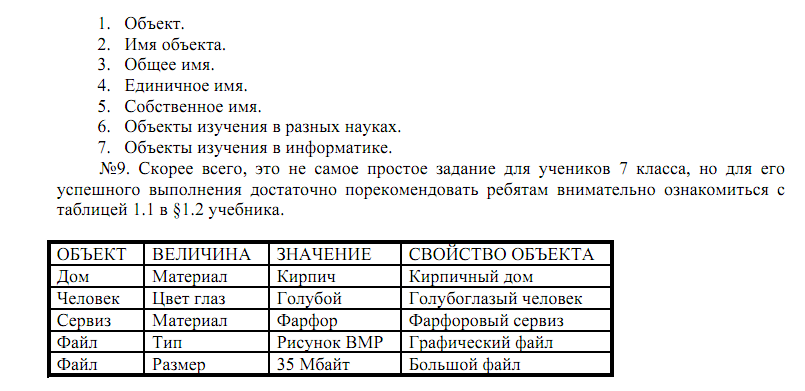 1. Объект.
2. Имя объекта.
3. Общее имя.
4. Единичное имя.
5. Собственное имя.
6. Объекты изучения в разных науках.
7. Объекты изучения в информатике.
№9. Скорее всего, это не самое простое задание для учеников 7 класса, но для его
успешного выполнения достаточно порекомендовать ребятам внимательно ознакомиться с
таблицей 1.1 в §1.2 учебника.
ОБЪЕКТ ВЕЛИЧИНА ЗНАЧЕНИЕ СВОЙСТВО ОБЪЕКТА
Дом Материал Кирпич Кирпичный дом
Человек Цвет глаз Голубой Голубоглазый человек
Сервиз Материал Фарфор Фарфоровый сервиз
Файл Тип Рисунок BMP Графический файл
Файл Размер 35 Мбайт Большой файл